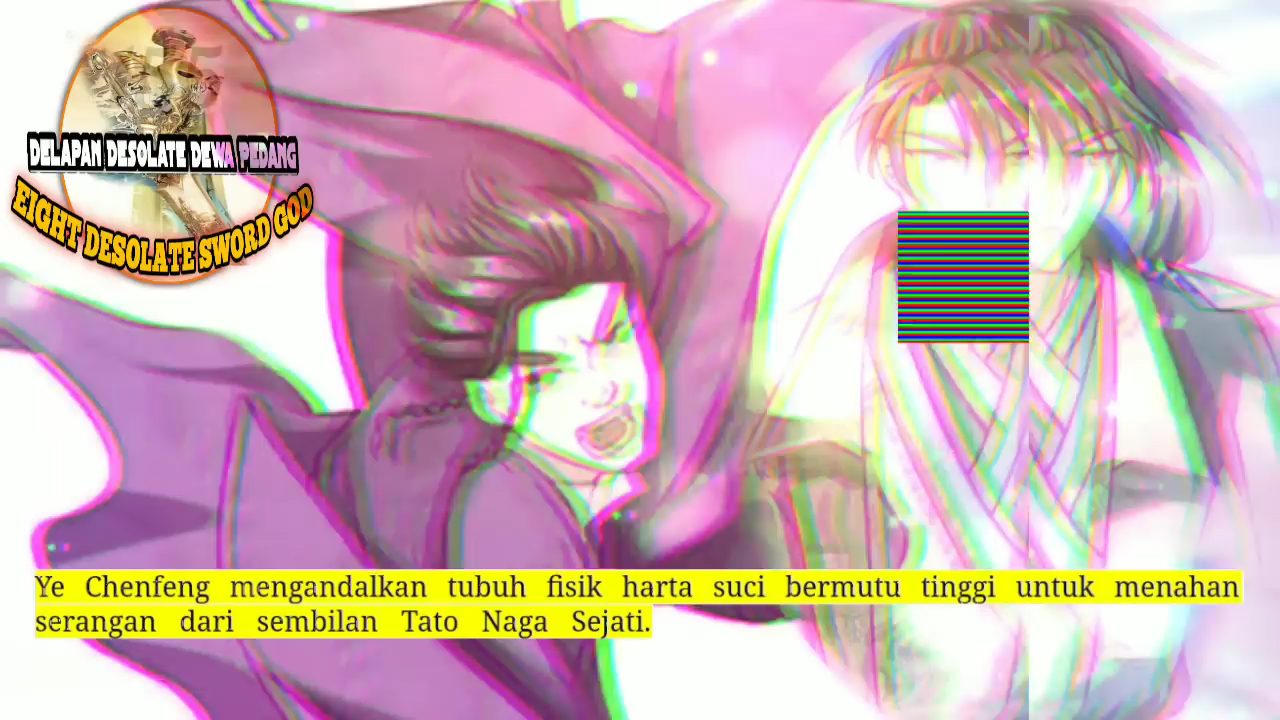 DELAPAN DESOLATE DEWA PEDANG
EIGHT DESOLATE SWORD GOD
Ye Chenfeng mengandalkan tubuh fisik harta suci bermutu tinggi untuk menahan
serangan dari sembilan Tato Naga Sejati.